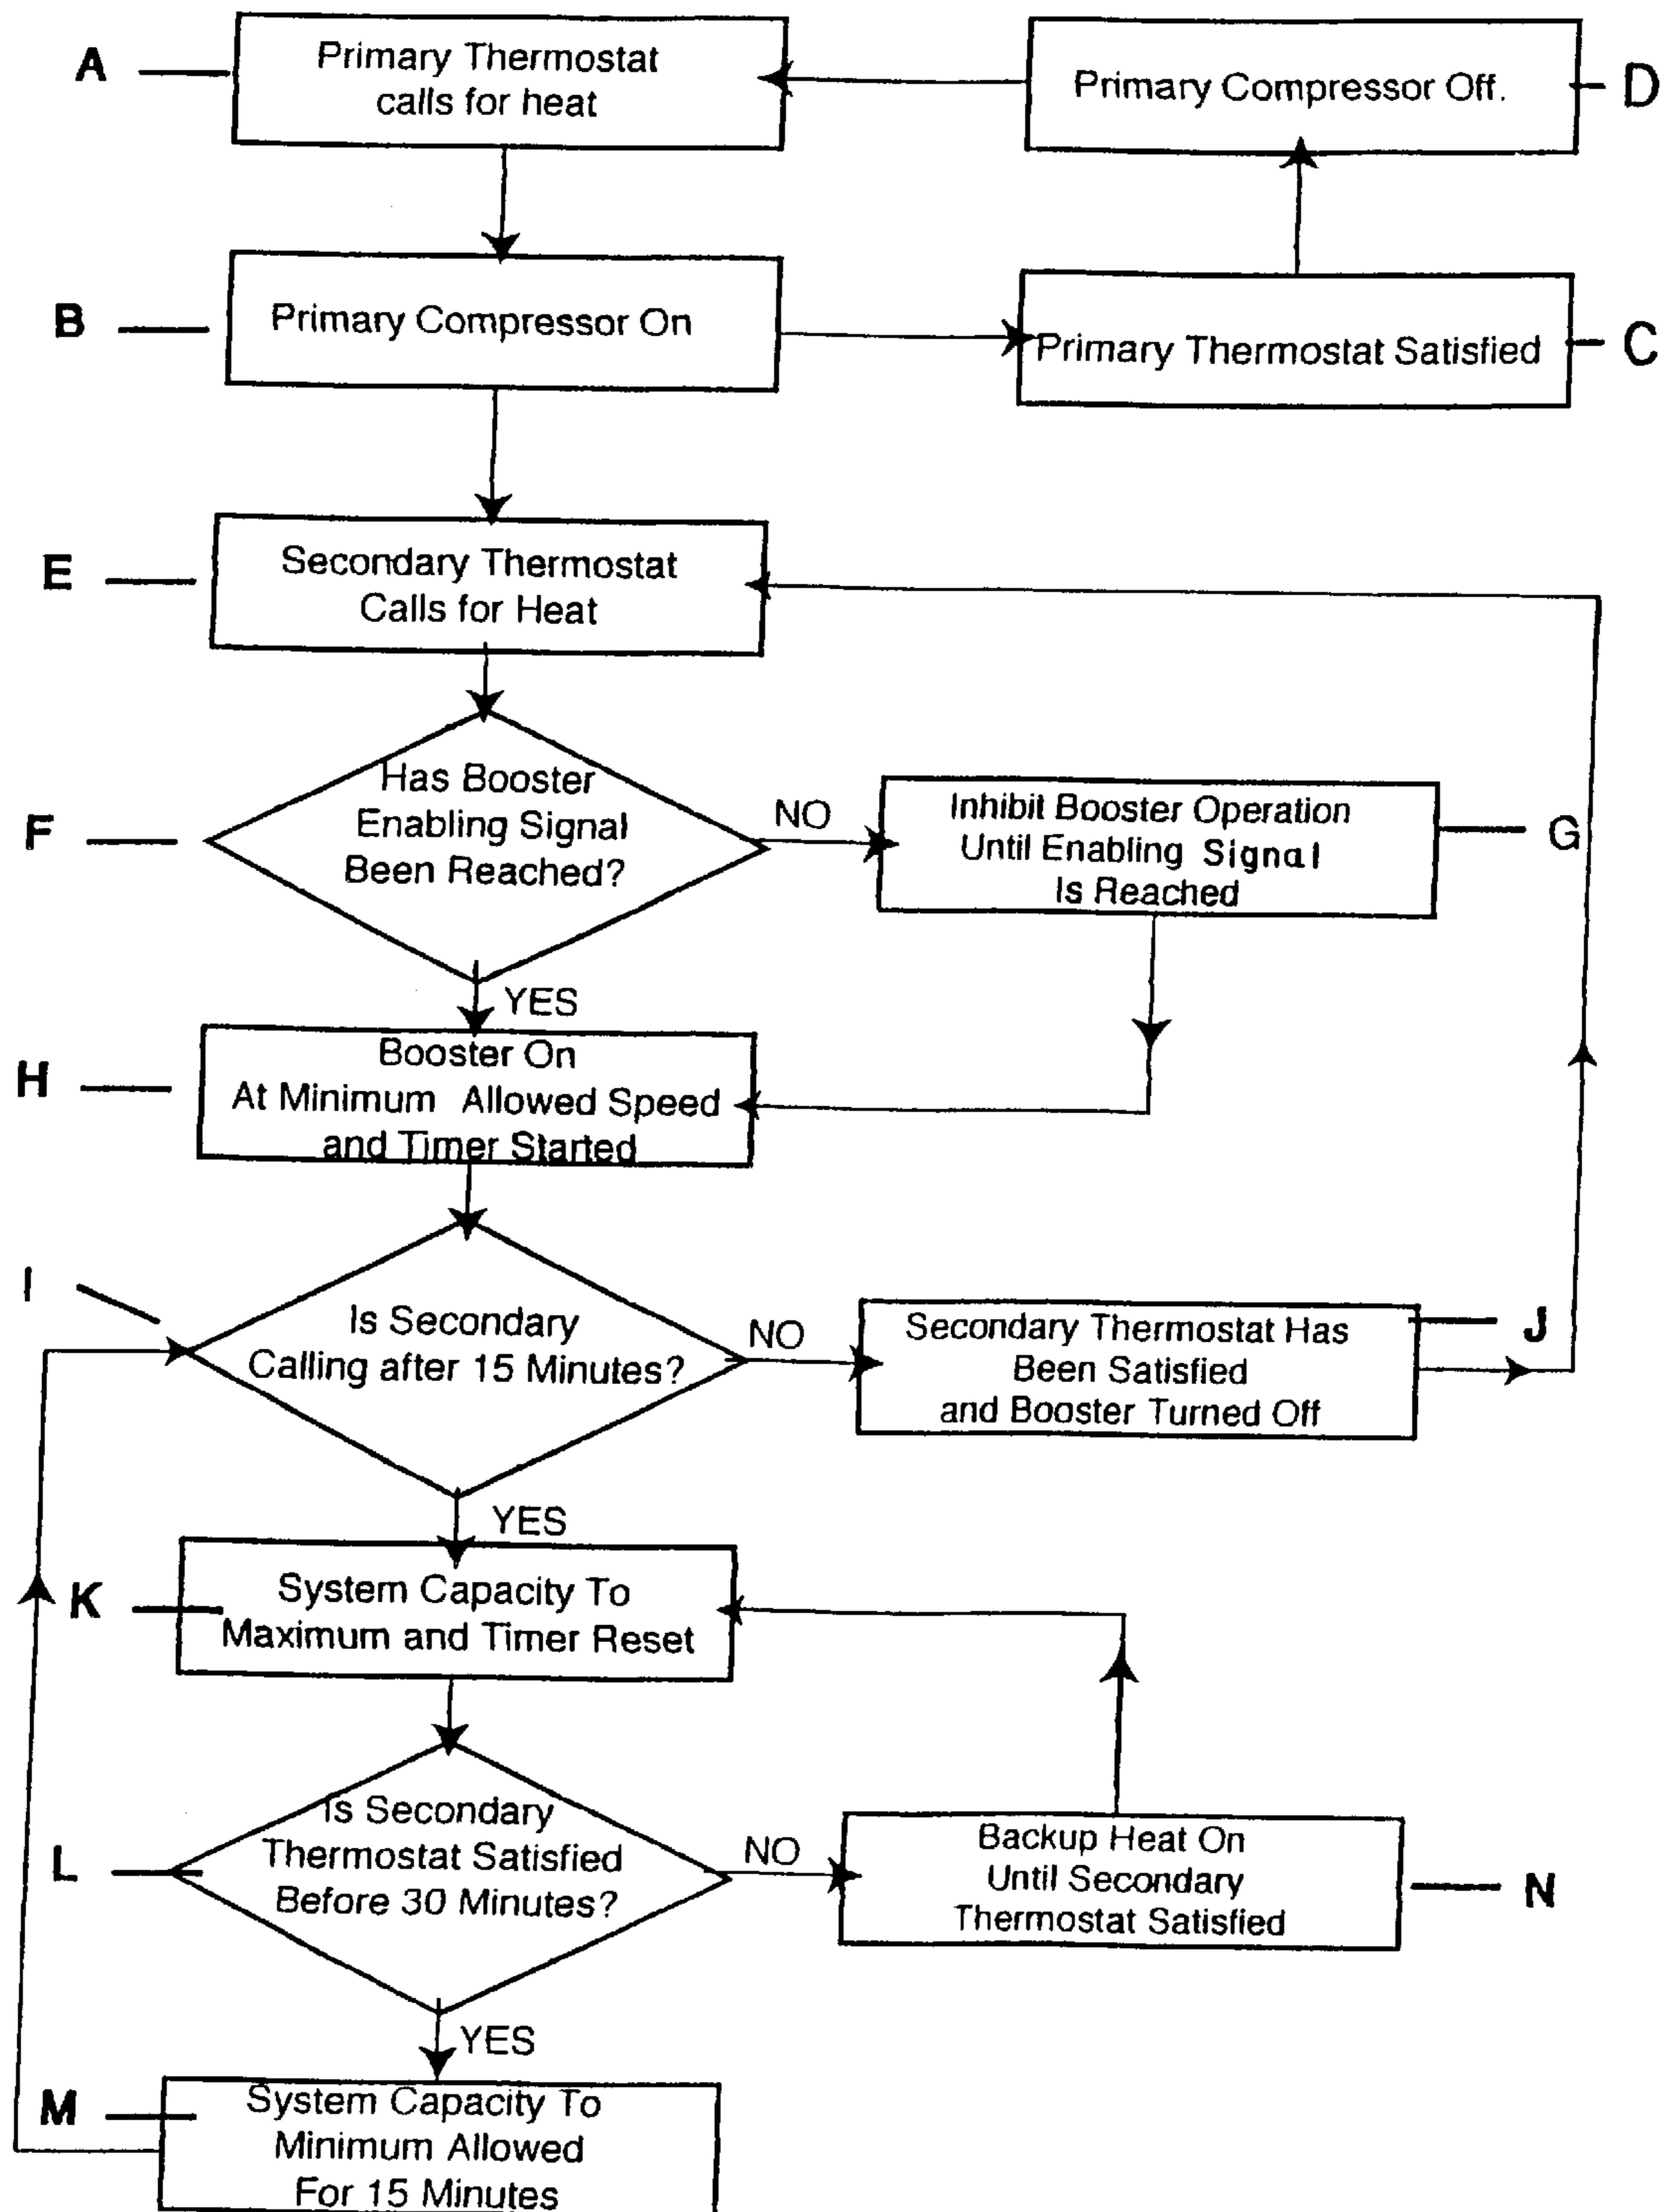 A
Primary Thermostat
calls for heat
Primary Compressor Off.
D
B
Primary Compressor On
Primary Thermostat Satisfied
C
E
Secondary Thermostat
Calls for Heat
F
Has Booster
Enabling Signal
Been Reached?
NO
Inhibit Booster Operation
Until Enabling Signal
Is Reached
G
YES
H
Booster On
At Minimum Allowed Speed
and Timer Started
I
Is Secondary
Calling after 15 Minutes?
NO
Secondary Thermostat Has
Been Satisfied
and Booster Turned Off
J
YES
K
System Capacity To
Maximum and Timer Reset
L
Is Secondary
Thermostat Satisfied
Before 30 Minutes?
NO
Backup Heat On
Until Secondary
Thermostat Satisfied
N
YES
M
System Capacity To
Minimum Allowed
For 15 Minutes